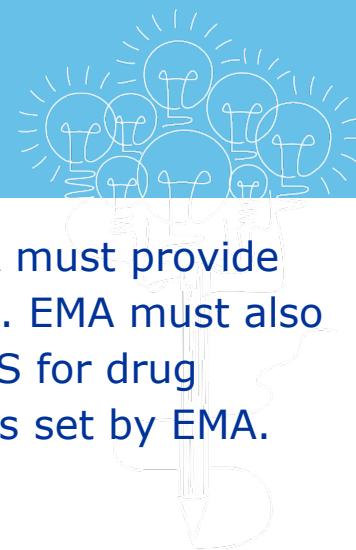 must provide
. EMA must also
S for drug
s set by EMA.